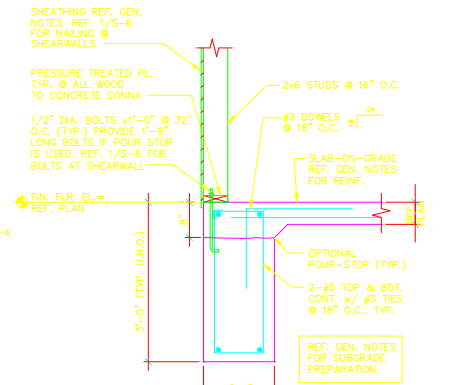 SHEATHING REF. GEN.
NOTES. REF. 1/S-6
FOR NAILING @
SHEARWALLS
PRESSURE TREATED PL
TYP. @ ALL WOOD
TO CONCRETE CONNX.
1/2" DIA. BOLTS x1'-0" @ 32"
O.C. (TYP.) PROVIDE 1'-8"
LONG BOLTS IF POUR STOP
IS USED. REF. 1/S-6 FOR
BOLTS AT SHEARWALL
FIN. FLR. EL.=
REF. PLAN
2x6 STUDS @ 16" O.C.
#3 DOWELS
@ 18" O.C.
24
SLAB-ON-GRADE
REF. GEN. NOTES
FOR REINF.
REF.
PLAN
8"
3'-0" (TYP. U.N.O.)
OPTIONAL
POUR-STOP (TYP.)
2-#5 TOP & BOT.
CONT. w/ #3 TIES
@ 18" O.C., TYP.
REF. GEN. NOTES
FOR SUBGRADE
PREPARATION.